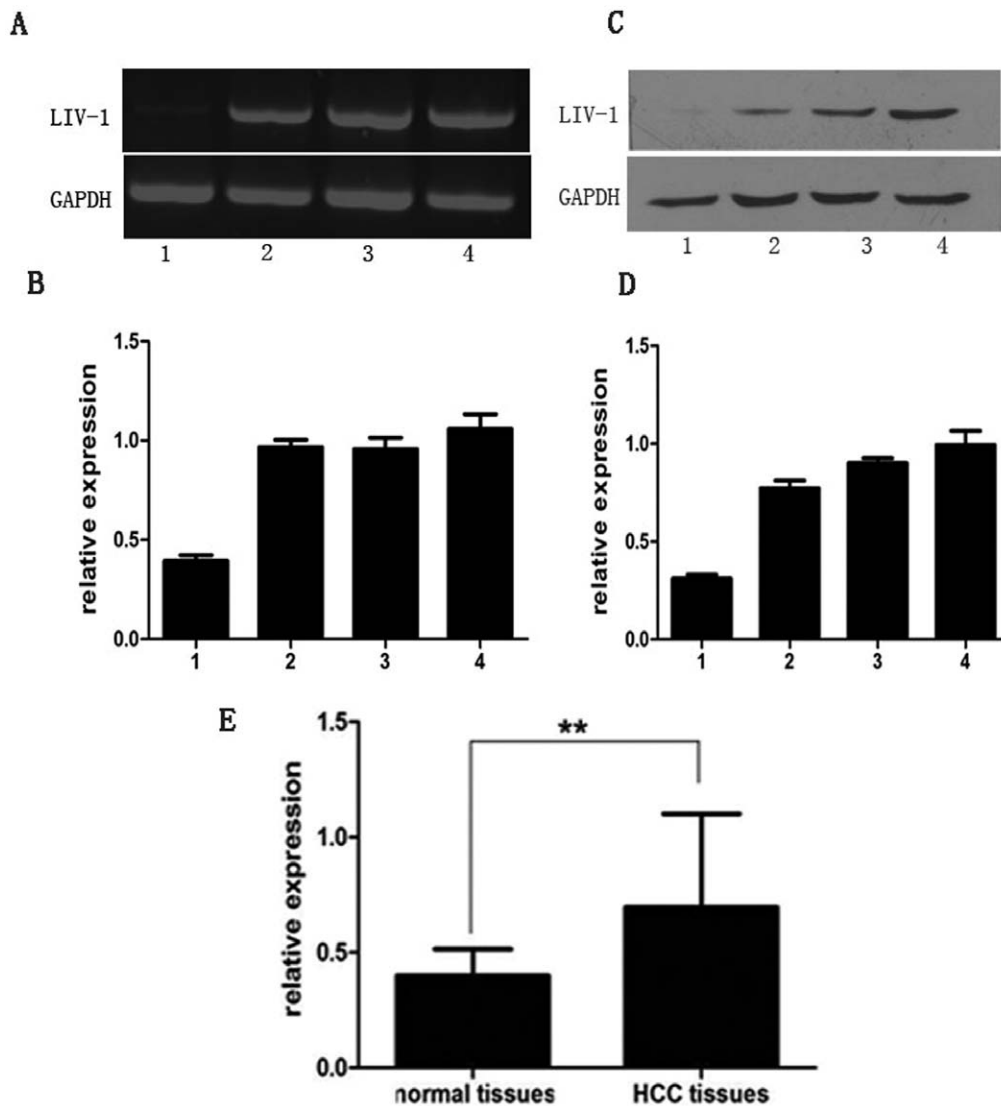 A
C
LIV-1
GAPDH
1 2 3 4
LIV-1
GAPDH
1 2 3 4
B
relative expression
1.5
1.0
0.5
0.0
1 2 3 4
D
relative expression
1.5
1.0
0.5
0.0
1 2 3 4
E
relative expression
1.5
1.0
0.5
0.0
**
normal tissues HCC tissues